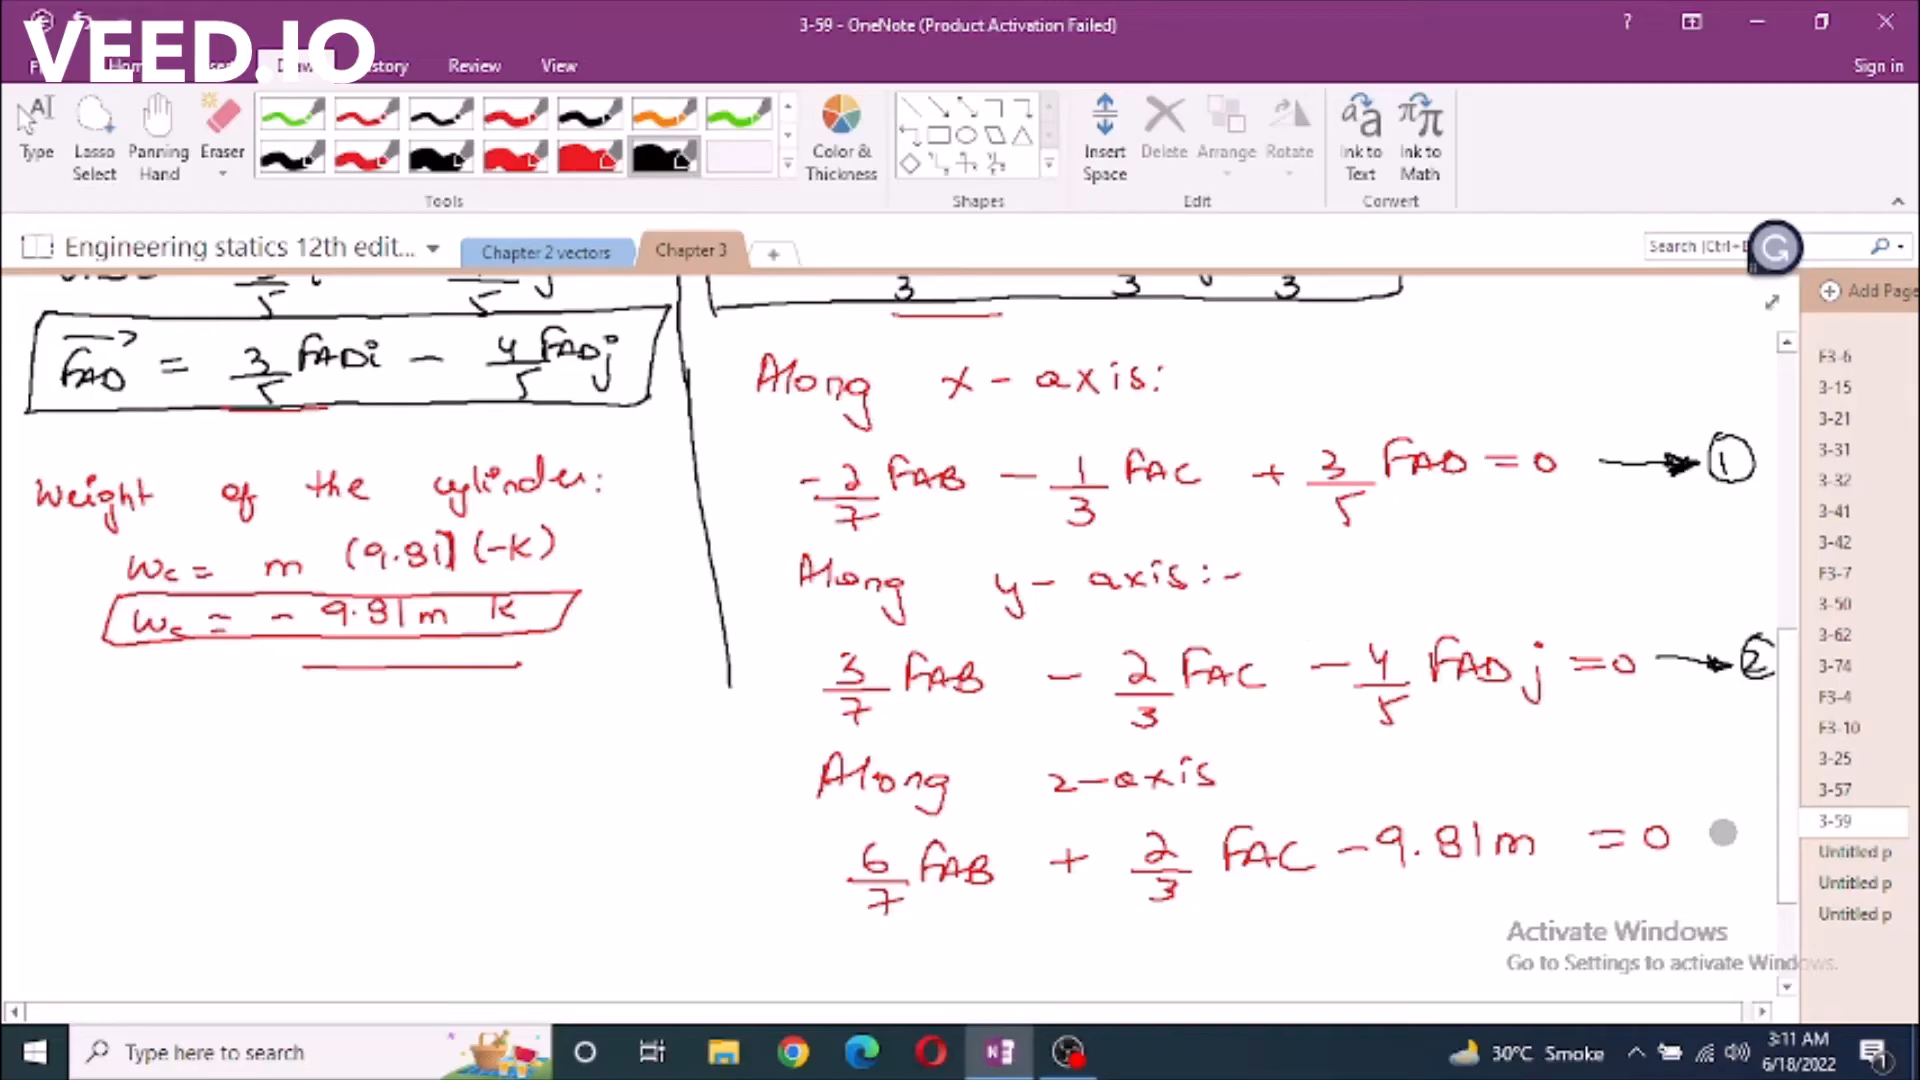 3-59 - OneNote (Product Activation Failed)
VEED.IO
Review View
Sign in
Type
Lasso Select
Panning Hand
Eraser
Color & Thickness
Insert Space
Delete
Arrange
Rotate
Ink to Text
Ink to Math
Tools
Shapes
Edit
Convert
Engineering statics 12th edit...
Chapter 2 vectors
Chapter 3
Search (Ctrl+E
Add Page
FAD = 3/5 FADi - 4/5 FADj
Weight of the cylinder:
Wc = m (9.81) (-K)
Wc = - 9.81m K
Along x - axis:
-2/7 FAB - 1/3 FAC + 3/5 FAD = 0 → 1
Along y - axis:-
3/7 FAB - 2/3 FAC - 4/5 FAD j = 0 → 2
Along z-axis
6/7 FAB + 2/3 FAC - 9.81m = 0
F3-6
3-15
3-21
3-31
3-32
3-41
3-42
F3-7
3-50
3-62
3-74
F3-4
F3-10
3-25
3-57
3-59
Untitled p
Untitled p
Untitled p
Activate Windows
Go to Settings to activate Windows.
Type here to search
30°C Smoke
3:11 AM
6/18/2022
1